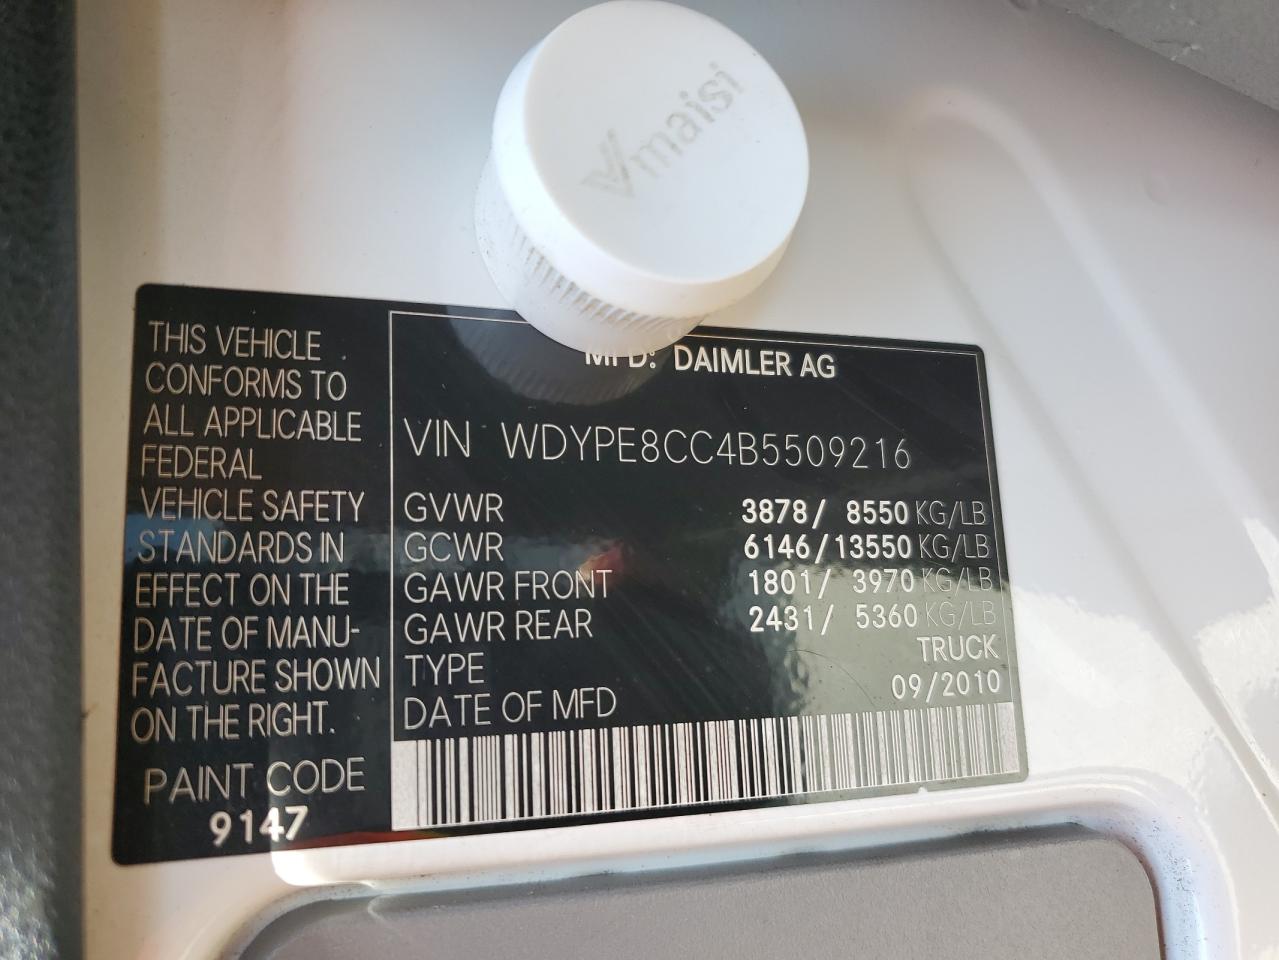 Vmaisi
THIS VEHICLE
CONFORMS TO
ALL APPLICABLE
FEDERAL
VEHICLE SAFETY
STANDARDS IN
EFFECT ON THE
DATE OF MANU-
FACTURE SHOWN
ON THE RIGHT.
PAINT CODE
9147
MFD: DAIMLER AG
VIN WDYPE8CC4B5509216
GVWR 3878/ 8550 KG/LB
GCWR 6146/13550 KG/LB
GAWR FRONT 1801/ 3970 KG/LB
GAWR REAR 2431/ 5360 KG/LB
TYPE TRUCK
DATE OF MFD 09/2010